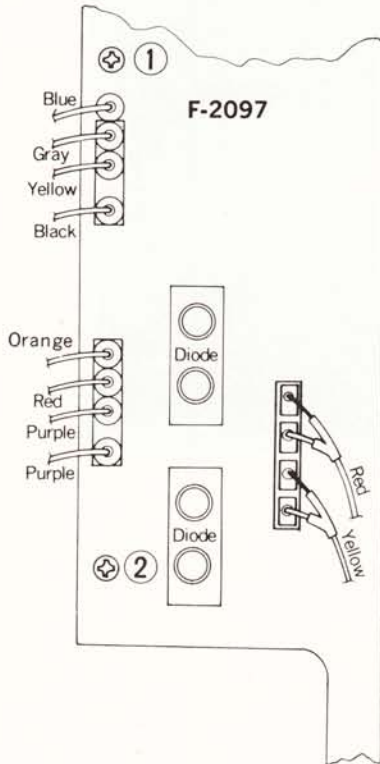 1
Blue
F-2097
Gray
Yellow
Black
Orange
Diode
Red
Purple
Purple
Red
Diode
Yellow
2